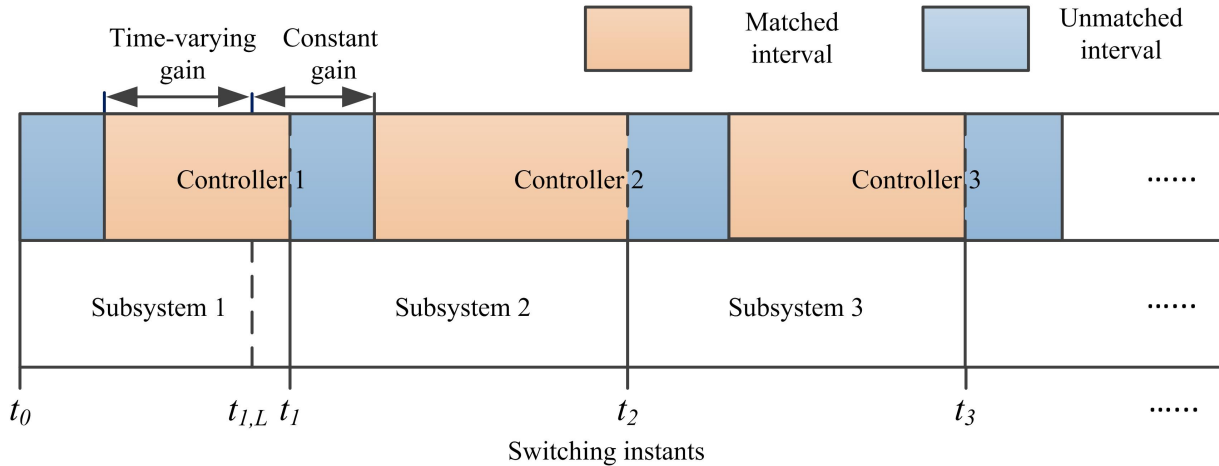 Time-varying gain
Constant gain
Matched interval
Unmatched interval
Controller 1
Controller 2
Controller 3
......
Subsystem 1
Subsystem 2
Subsystem 3
......
t0
t1,L
t1
t2
t3
......
Switching instants